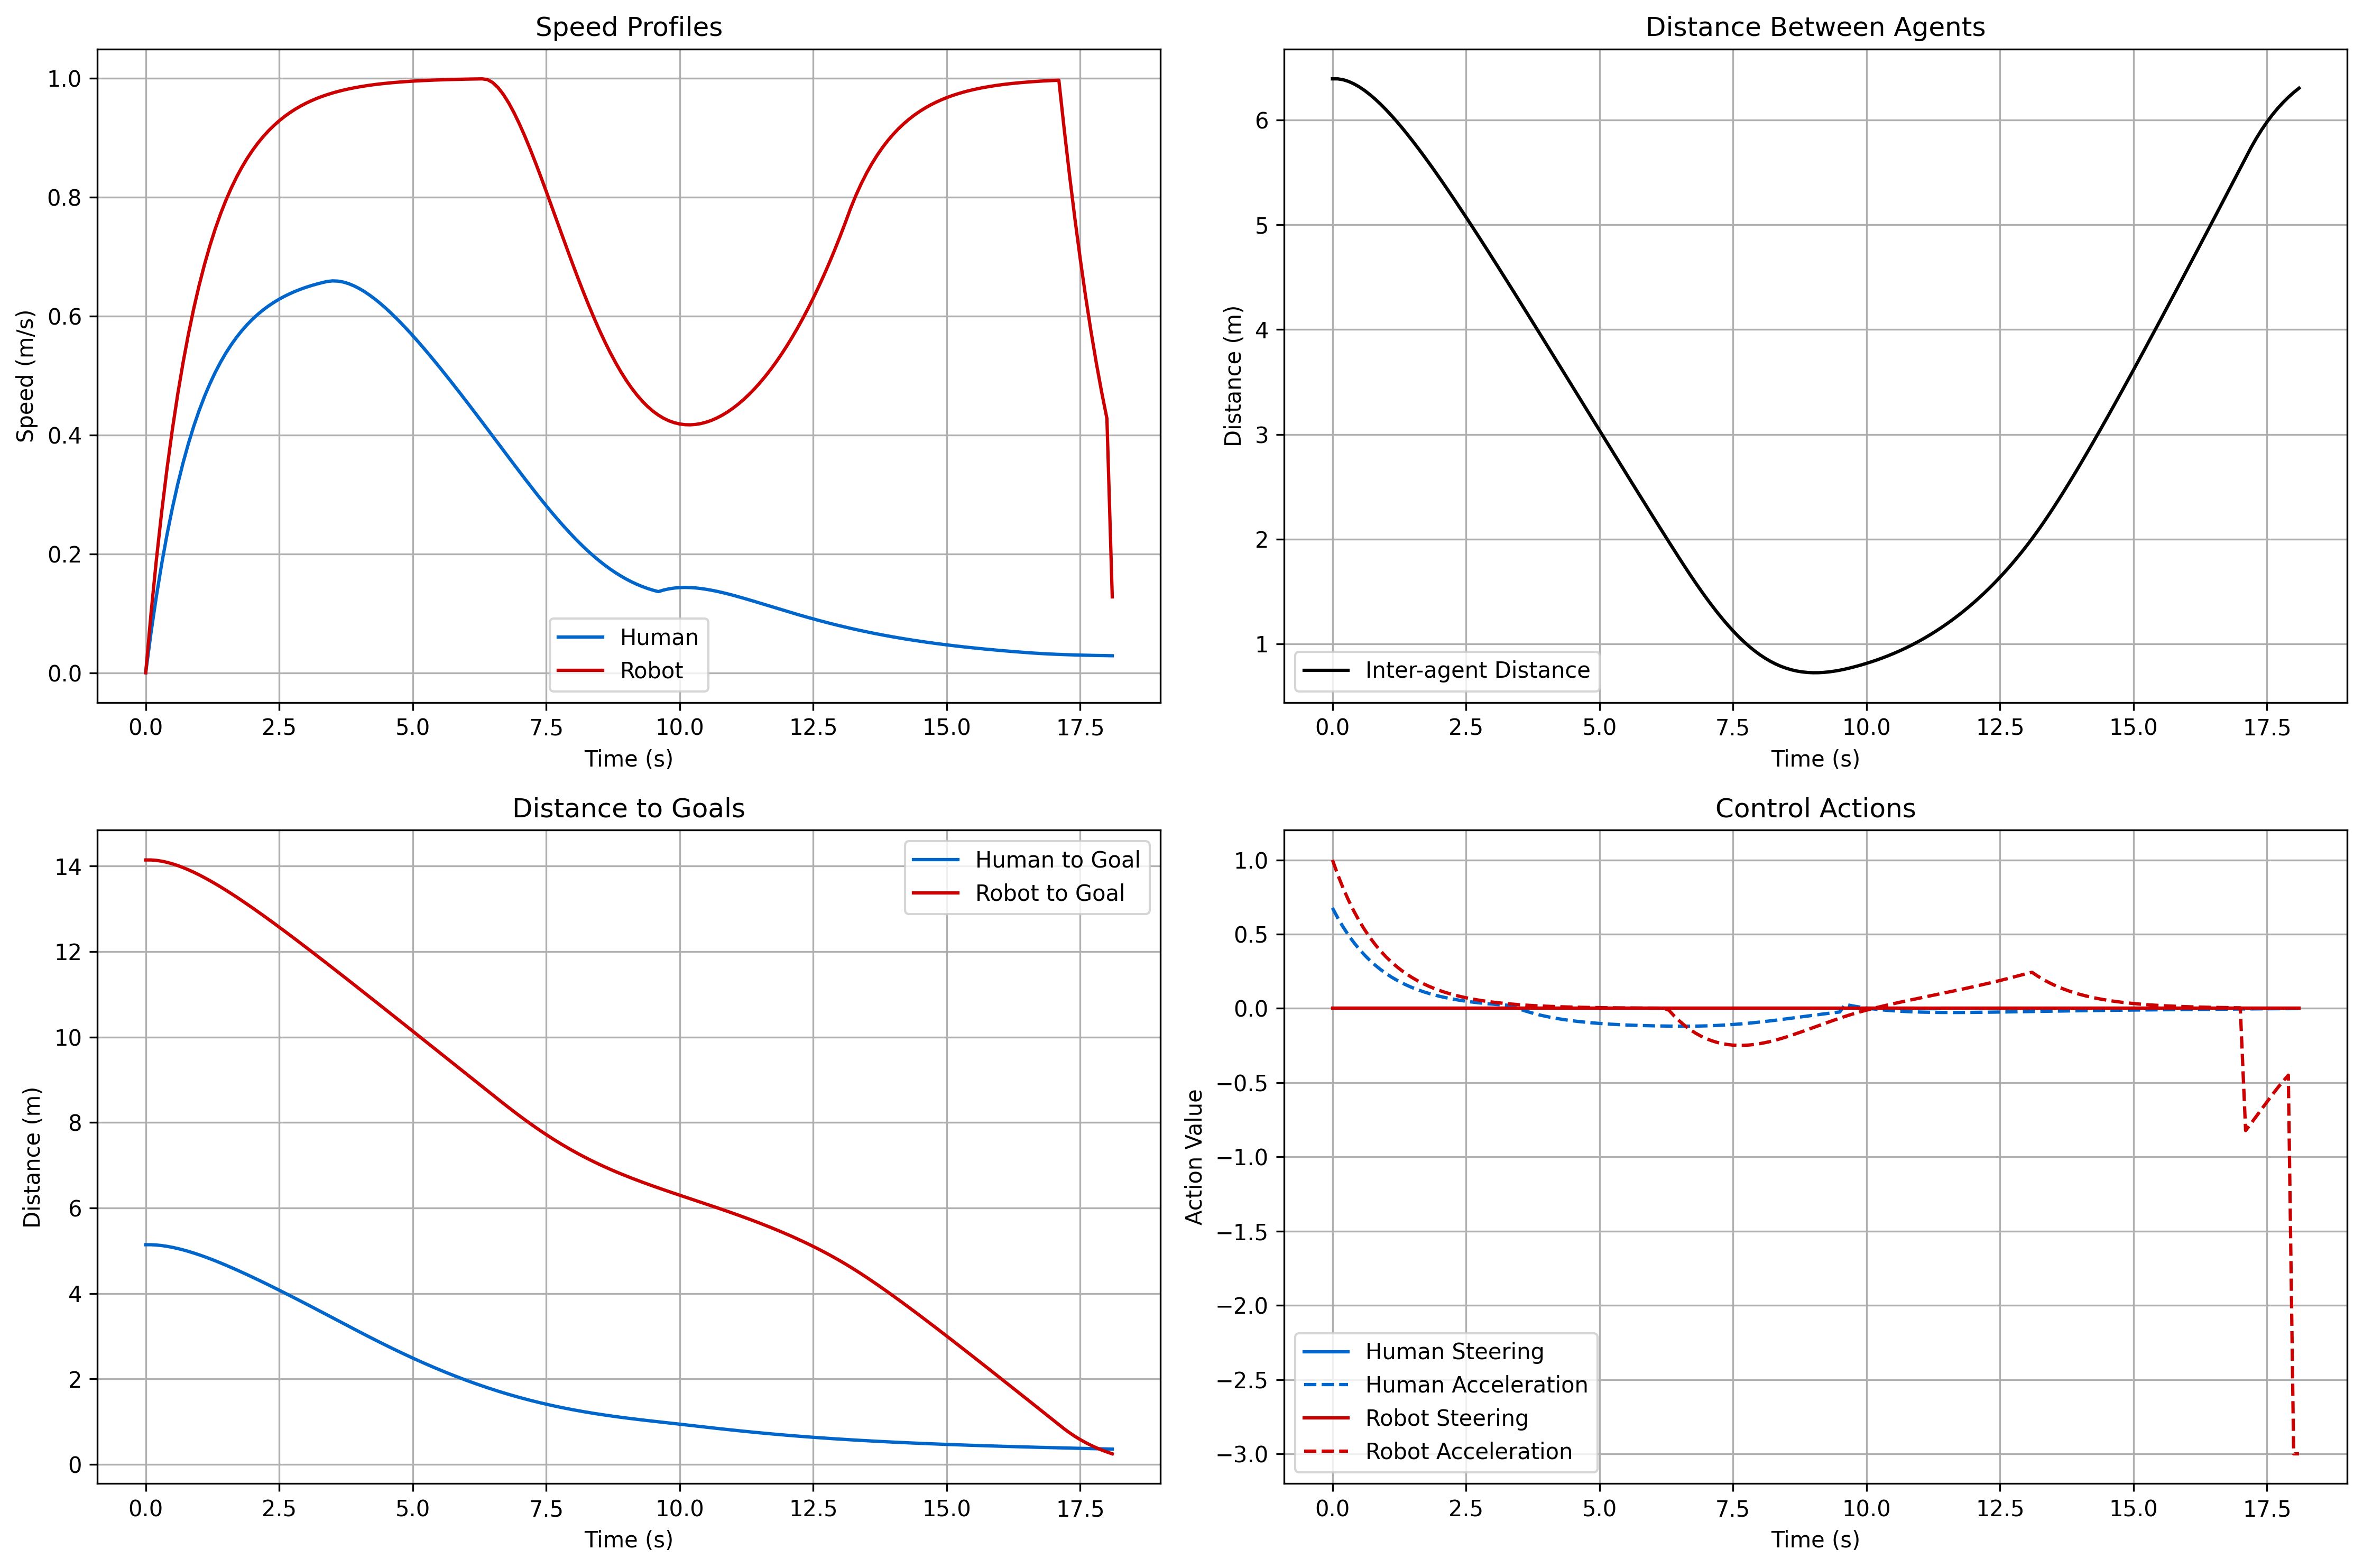 Speed Profiles
Speed (m/s)
1.0
0.8
0.6
0.4
0.2
0.0
Human
Robot
0.0 2.5 5.0 7.5 10.0 12.5 15.0 17.5
Time (s)
Distance Between Agents
Distance (m)
6
5
4
3
2
1
Inter-agent Distance
0.0 2.5 5.0 7.5 10.0 12.5 15.0 17.5
Time (s)
Distance to Goals
Distance (m)
14
12
10
8
6
4
2
0
Human to Goal
Robot to Goal
0.0 2.5 5.0 7.5 10.0 12.5 15.0 17.5
Time (s)
Control Actions
Action Value
1.0
0.5
0.0
−0.5
−1.0
−1.5
−2.0
−2.5
−3.0
Human Steering
Human Acceleration
Robot Steering
Robot Acceleration
0.0 2.5 5.0 7.5 10.0 12.5 15.0 17.5
Time (s)